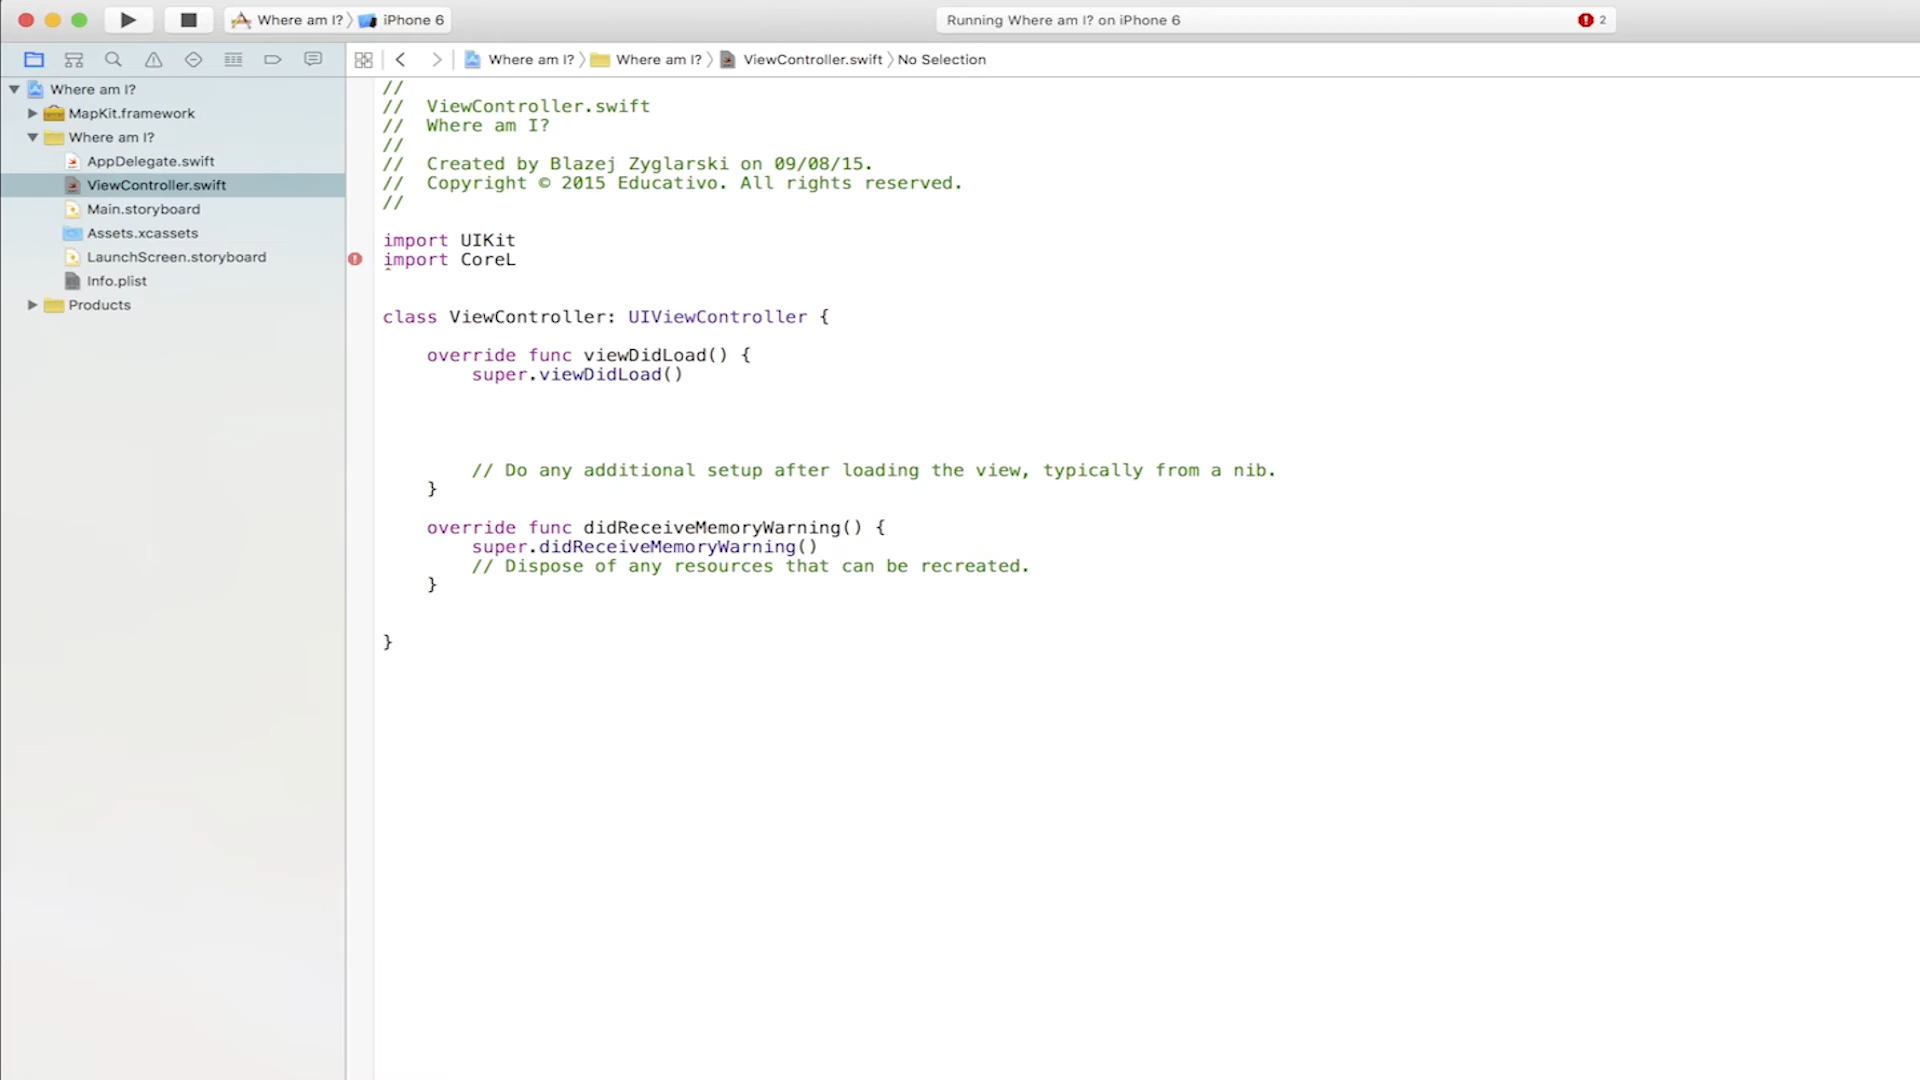 Where am I? iPhone 6
Running Where am I? on iPhone 6
2
Where am I? Where am I? ViewController.swift No Selection
Where am I?
MapKit.framework
Where am I?
AppDelegate.swift
ViewController.swift
Main.storyboard
Assets.xcassets
LaunchScreen.storyboard
Info.plist
Products
//
//  ViewController.swift
//  Where am I?
//
//  Created by Blazej Zyglarski on 09/08/15.
//  Copyright © 2015 Educativo. All rights reserved.
//
import UIKit
import CoreL
class ViewController: UIViewController {
override func viewDidLoad() {
super.viewDidLoad()
// Do any additional setup after loading the view, typically from a nib.
}
override func didReceiveMemoryWarning() {
super.didReceiveMemoryWarning()
// Dispose of any resources that can be recreated.
}
}